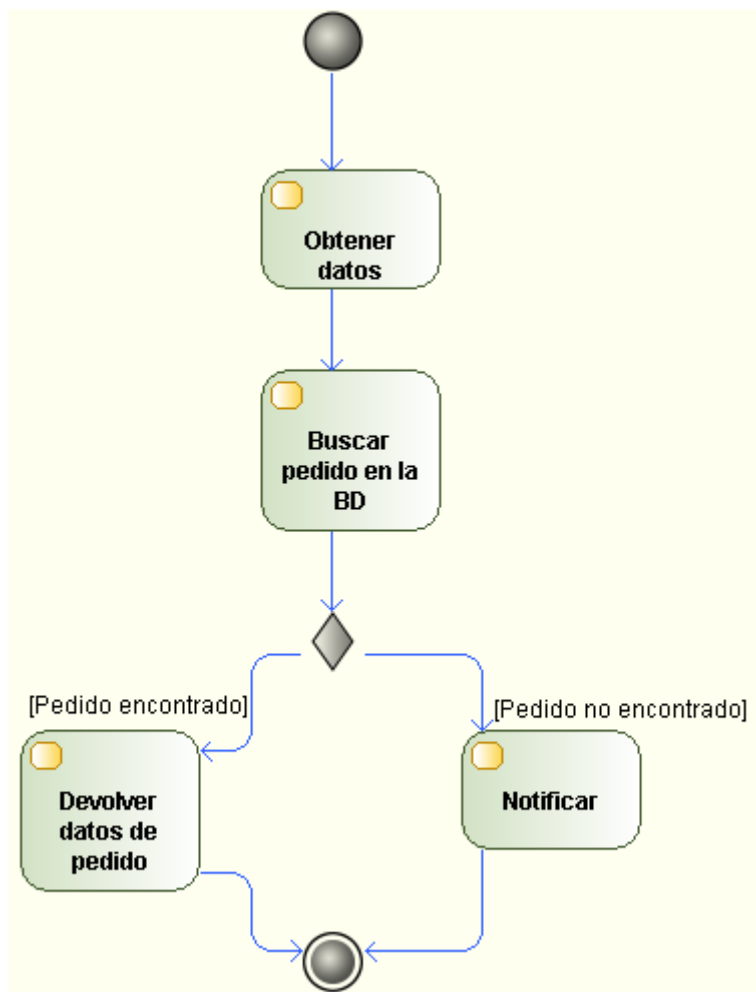 Obtener
datos
Buscar
pedido en la
BD
[Pedido encontrado]
[Pedido no encontrado]
Devolver
datos de
pedido
Notificar